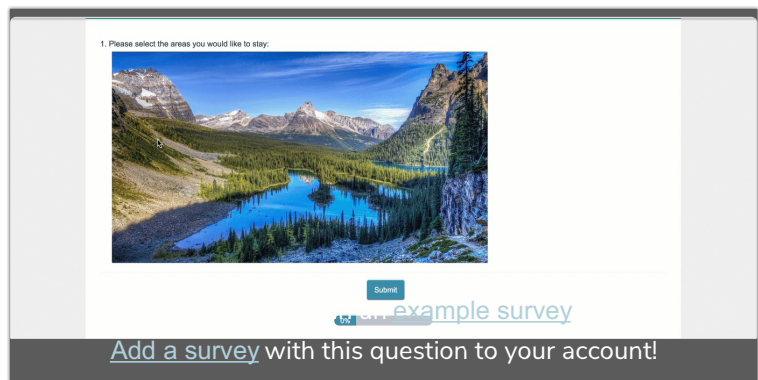 1. Please select the areas you would like to stay:
Submit
example survey
0%
Add a survey with this question to your account!